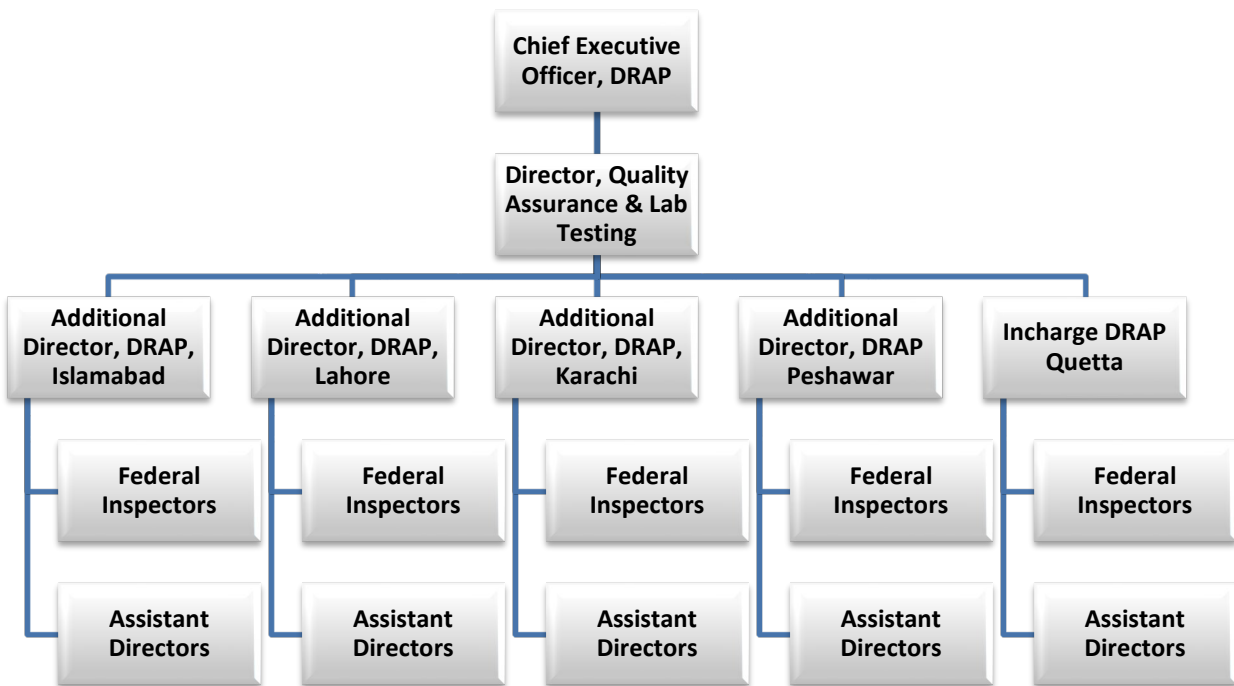 Chief Executive
Officer, DRAP
Director, Quality
Assurance & Lab
Testing
Additional
Director, DRAP,
Islamabad
Additional
Director, DRAP,
Lahore
Additional
Director, DRAP,
Karachi
Additional
Director, DRAP
Peshawar
Incharge DRAP
Quetta
Federal
Inspectors
Federal
Inspectors
Federal
Inspectors
Federal
Inspectors
Federal
Inspectors
Assistant
Directors
Assistant
Directors
Assistant
Directors
Assistant
Directors
Assistant
Directors